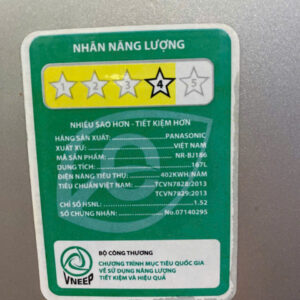 NHÃN NĂNG LƯỢNG
1 2 3 4 5
NHIỀU SAO HƠN - TIẾT KIỆM HƠN
HÃNG SẢN XUẤT: PANASONIC
XUẤT XỨ: VIỆT NAM
MÃ SẢN PHẨM: NR-BJ186
DUNG TÍCH: 167L
ĐIỆN NĂNG TIÊU THỤ: 402KWH/NĂM
TIÊU CHUẨN VIỆT NAM: TCVN7828:2013
TCVN7829:2013
CHỈ SỐ HSNL: 1.52
SỐ CHỨNG NHẬN: No.07140295
BỘ CÔNG THƯƠNG
CHƯƠNG TRÌNH MỤC TIÊU QUỐC GIA
VỀ SỬ DỤNG NĂNG LƯỢNG
TIẾT KIỆM VÀ HIỆU QUẢ
VNEEP